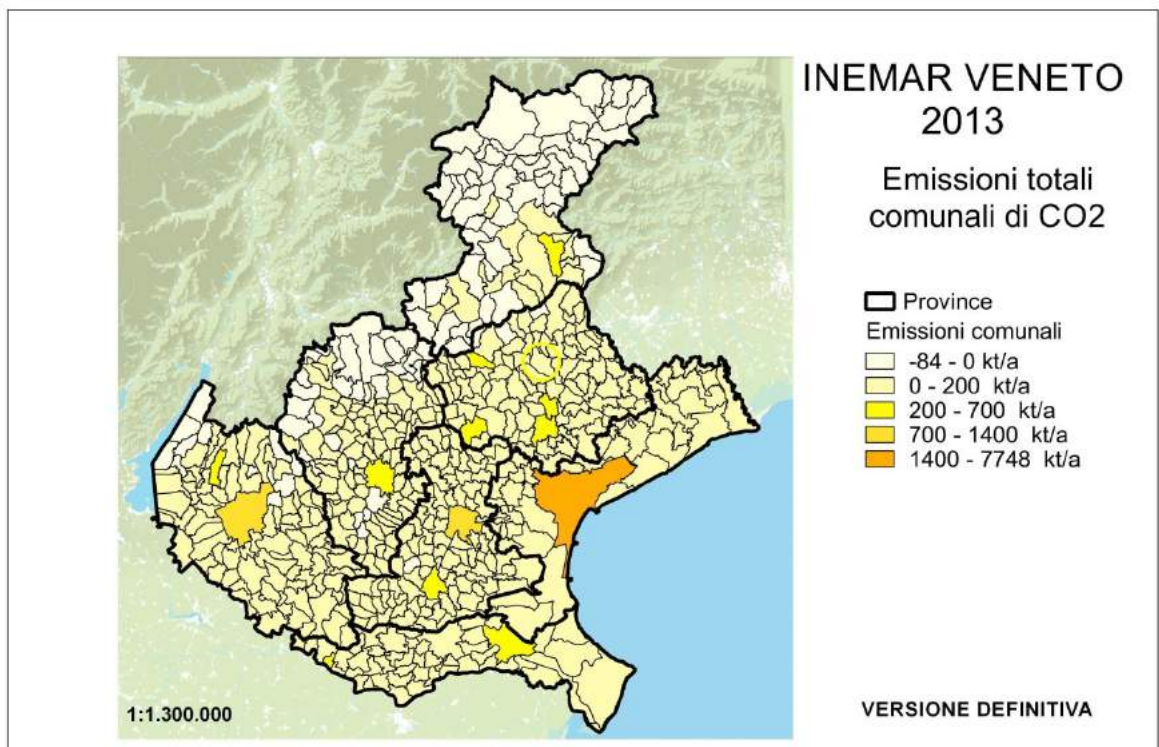 INEMAR VENETO
2013
Emissioni totali
comunali di CO2
Province
Emissioni comunali
-84 - 0 kt/a
0 - 200 kt/a
200 - 700 kt/a
700 - 1400 kt/a
1400 - 7748 kt/a
1:1.300.000
VERSIONE DEFINITIVA